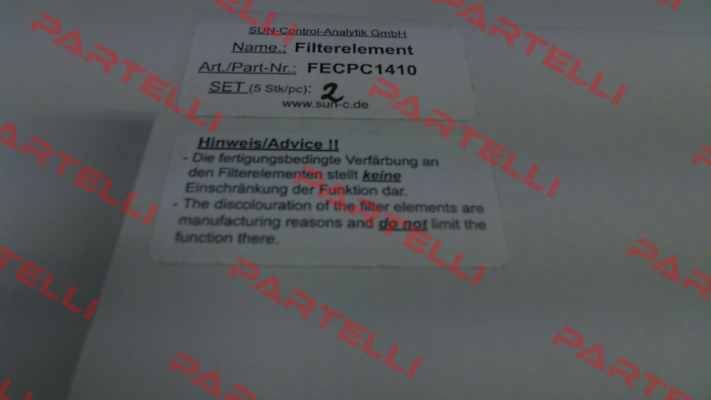 SUN-Control-Analytik GmbH
Name.: Filterelement
Art./Part-Nr.: FECPC1410
SET (5 Stk/pc): 2
www.sun-c.de
Hinweis/Advice !!
- Die fertigungsbedingte Verfärbung an
den Filterelementen stellt keine
Einschränkung der Funktion dar.
- The discolouration of the filter elements are
manufacturing reasons and do not limit the
function there.
PARTELLI
PARTELLI
PARTELLI
PARTELLI
PARTELLI
PARTELLI
PARTELLI
PARTELLI
PARTELLI
PARTELLI